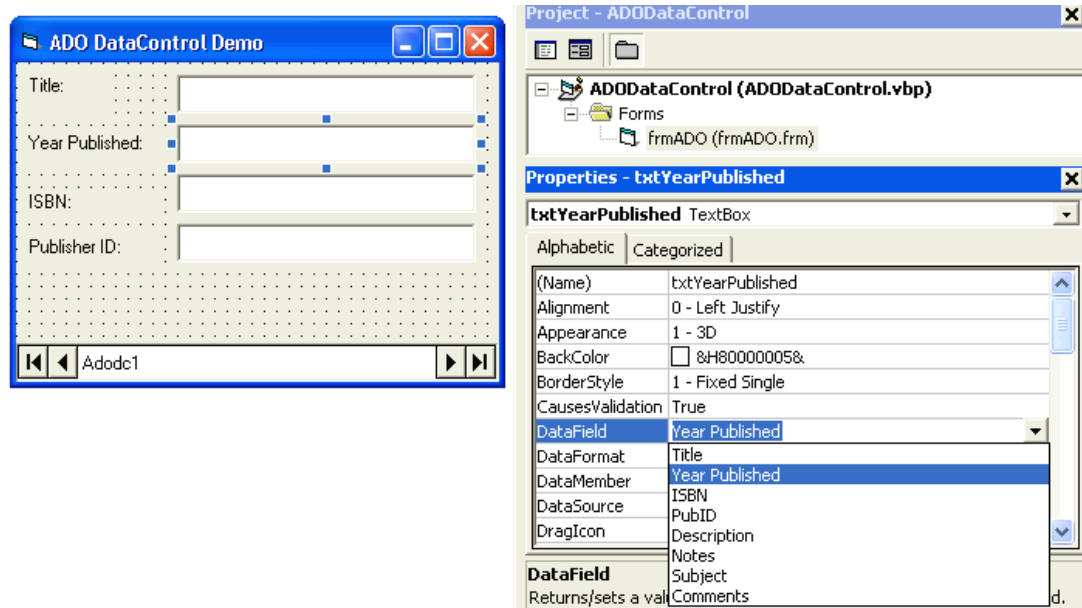 ADO DataControl Demo
Title:
Year Published:
ISBN:
Publisher ID:
Adodc1
Project - ADODataControl
ADODataControl (ADODataControl.vbp)
Forms
frmADO (frmADO.frm)
Properties - txtYearPublished
txtYearPublished TextBox
Alphabetic Categorized
(Name) txtYearPublished
Alignment 0 - Left Justify
Appearance 1 - 3D
BackColor &H80000005&
BorderStyle 1 - Fixed Single
CausesValidation True
DataField Year Published
DataFormat Title
DataMember Year Published
ISBN
DataSource PubID
DragIcon Description
Notes
DataField Subject
Returns/sets a val Comments d.